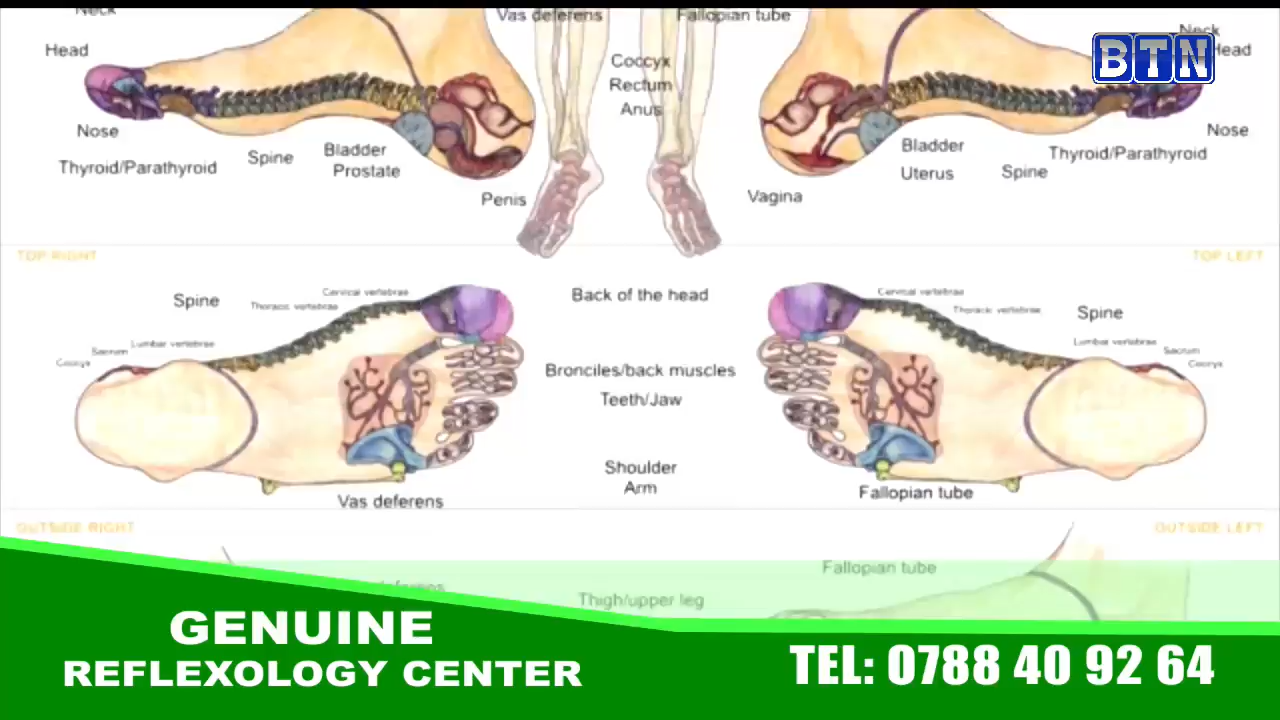 Vas deferens
Fallopian tube
Neck
Neck
Head
Coccyx
Head
Rectum
Anus
BTN
Nose
Thyroid/Parathyroid
Spine
Bladder
Prostate
Penis
Vagina
Bladder
Uterus
Spine
Thyroid/Parathyroid
Nose
TOP RIGHT
TOP LEFT
Spine
Cervical vertebrae
Thoracic vertebrae
Lumbar vertebrae
Sacrum
Coccyx
Back of the head
Bronciles/back muscles
Teeth/Jaw
Shoulder
Arm
Cervical vertebrae
Thoracic vertebrae
Spine
Lumbar vertebrae
Sacrum
Coccyx
Vas deferens
Fallopian tube
OUTSIDE RIGHT
OUTSIDE LEFT
Fallopian tube
Thigh/upper leg
GENUINE
REFLEXOLOGY CENTER
TEL: 0788 40 92 64